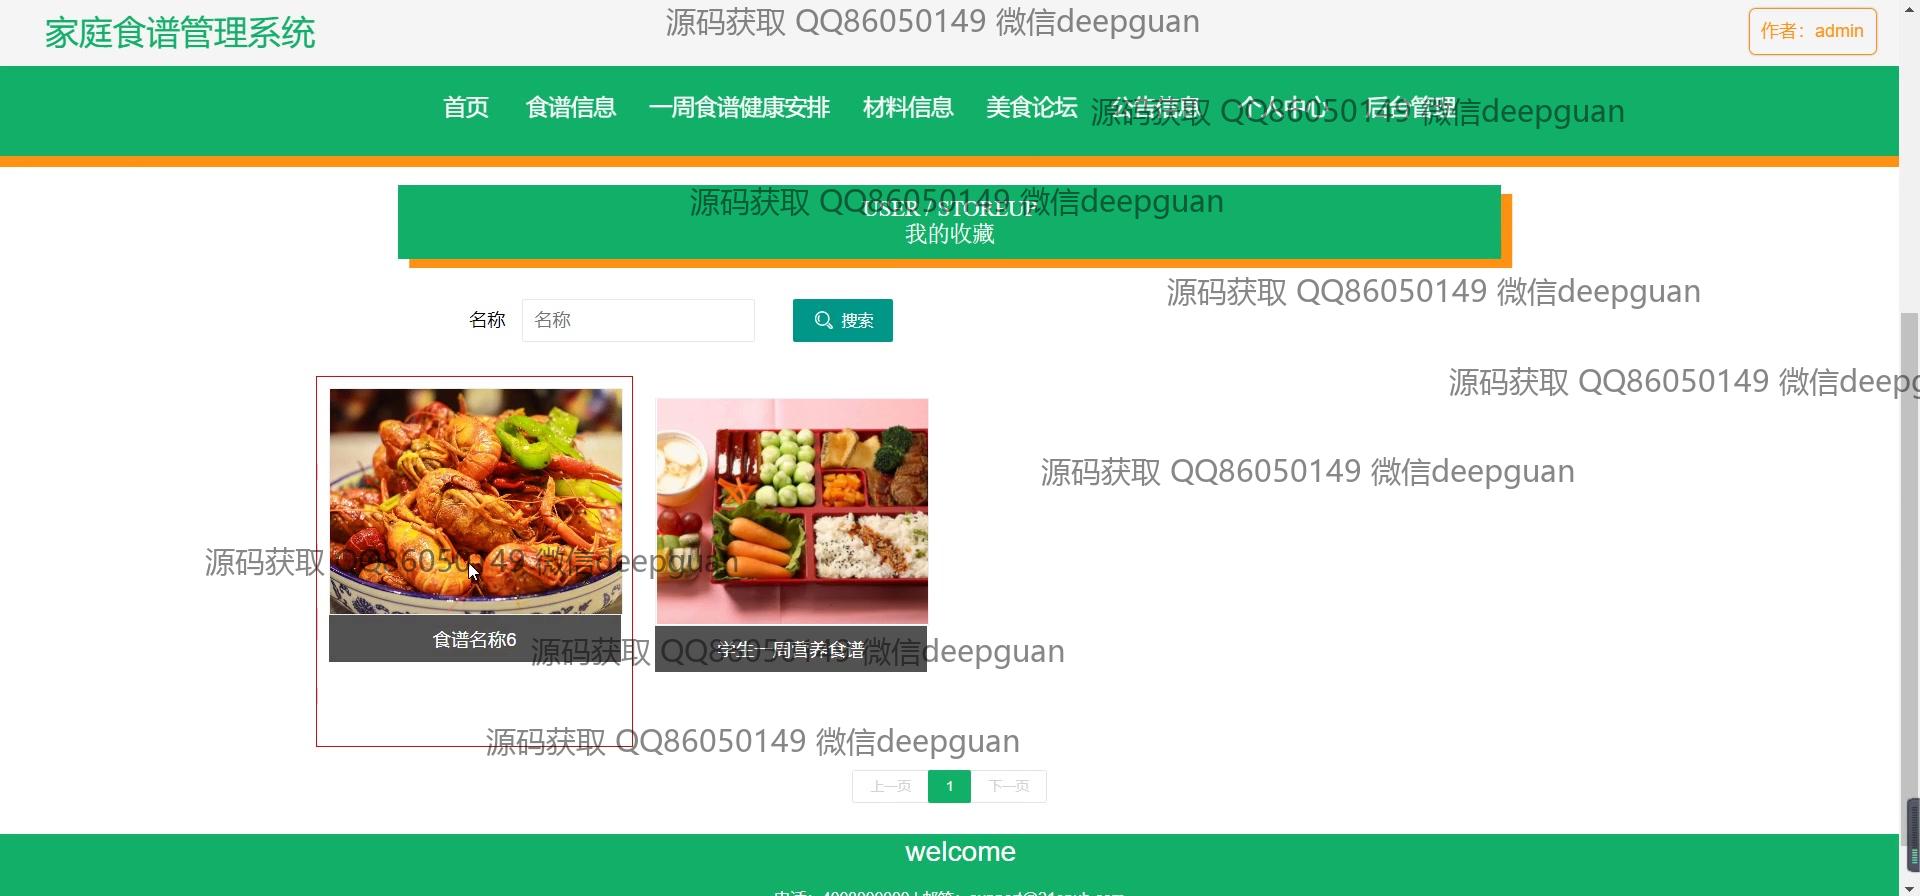 家庭食谱管理系统
源码获取 QQ86050149 微信deepguan
作者：admin
首页 食谱信息 一周食谱健康安排 材料信息 美食论坛 公告信息 个人中心 后台管理
源码获取 QQ86050149 微信deepguan
源码获取 QQ86050149 微信deepguan
USER / STOREUP
我的收藏
源码获取 QQ86050149 微信deepguan
名称 名称 搜索
源码获取 QQ86050149 微信deepg
源码获取 QQ86050149 微信deepguan
源码获取 QQ86050149 微信deepguan
食谱名称6
学生一周营养食谱
源码获取 QQ86050149 微信deepguan
源码获取 QQ86050149 微信deepguan
上一页 1 下一页
welcome